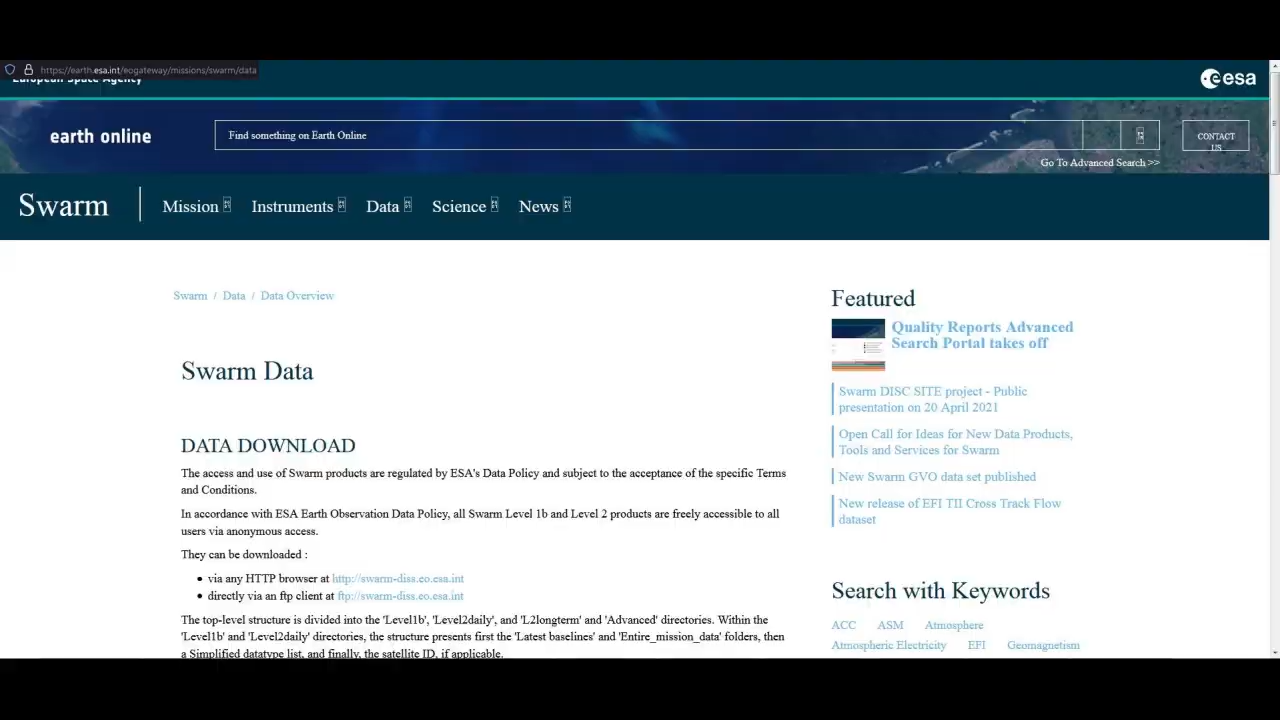 https://earth.esa.int/eogateway/missions/swarm/data
European Space Agency
esa
earth online
Find something on Earth Online
CONTACT US
Go To Advanced Search >>
Swarm
Mission
Instruments
Data
Science
News
Swarm / Data / Data Overview
Swarm Data
DATA DOWNLOAD
The access and use of Swarm products are regulated by ESA's Data Policy and subject to the acceptance of the specific Terms
and Conditions.
In accordance with ESA Earth Observation Data Policy, all Swarm Level 1b and Level 2 products are freely accessible to all
users via anonymous access.
They can be downloaded :
• via any HTTP browser at http://swarm-diss.eo.esa.int
• directly via an ftp client at ftp://swarm-diss.eo.esa.int
The top-level structure is divided into the 'Level1b', 'Level2daily', and 'L2longterm' and 'Advanced' directories. Within the
'Level1b' and 'Level2daily' directories, the structure presents first the 'Latest baselines' and 'Entire_mission_data' folders, then
a Simplified datatype list, and finally, the satellite ID, if applicable.
Featured
Quality Reports Advanced
Search Portal takes off
Swarm DISC SITE project - Public
presentation on 20 April 2021
Open Call for Ideas for New Data Products,
Tools and Services for Swarm
New Swarm GVO data set published
New release of EFI TII Cross Track Flow
dataset
Search with Keywords
ACC ASM Atmosphere
Atmospheric Electricity EFI Geomagnetism